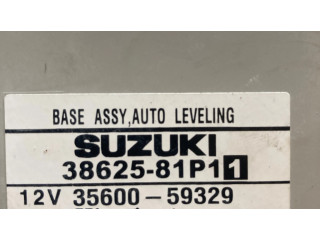 BASE ASSY,AUTO LEVELING
SUZUKI
38625-81P11
12V 35600-59329